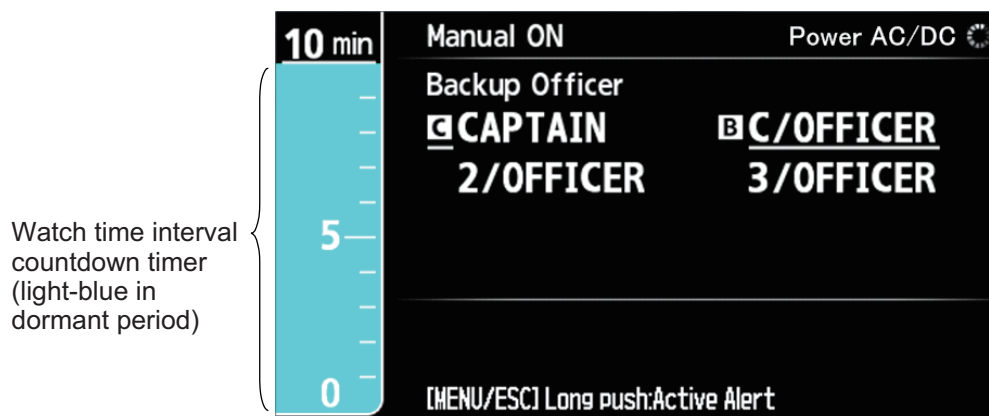 10 min
Manual ON
Power AC/DC
Backup Officer
C CAPTAIN
B C/OFFICER
2/OFFICER
3/OFFICER
Watch time interval
countdown timer
(light-blue in
dormant period)
5
0
[MENU/ESC] Long push:Active Alert